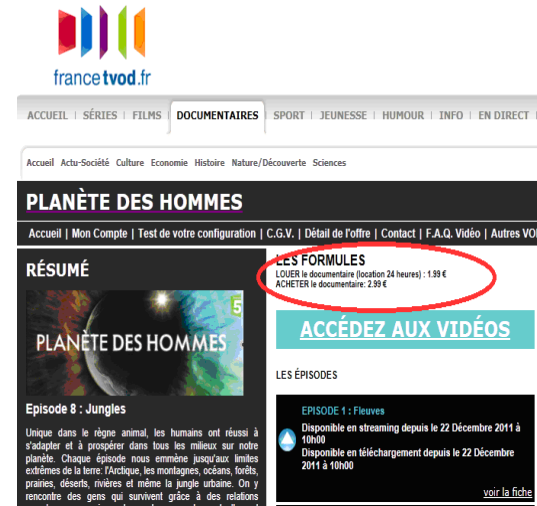 francetvod.fr
ACCUEIL | SÉRIES | FILMS | DOCUMENTAIRES | SPORT | JEUNESSE | HUMOUR | INFO | EN DIRECT |
Accueil Actu-Société Culture Economie Histoire Nature/Découverte Sciences
PLANÈTE DES HOMMES
Accueil | Mon Compte | Test de votre configuration | C.G.V. | Détail de l'offre | Contact | F.A.Q. Vidéo | Autres VO
RÉSUMÉ
5
PLANÈTE DES HOMMES
Episode 8 : Jungles
Unique dans le règne animal, les humains ont réussi à
s'adapter et à prospérer dans tous les milieux sur notre
planète. Chaque épisode nous emmène jusqu'aux limites
extrêmes de la terre: l'Arctique, les montagnes, océans, forêts,
prairies, déserts, rivières et même la jungle urbaine. On y
rencontre des gens qui survivent grâce à des relations
LES FORMULES
LOUER le documentaire (location 24 heures) : 1.99 €
ACHETER le documentaire: 2.99 €
ACCÉDEZ AUX VIDÉOS
LES ÉPISODES
EPISODE 1 : Fleuves
Disponible en streaming depuis le 22 Décembre 2011 à
10h00
Disponible en téléchargement depuis le 22 Décembre
2011 à 10h00
voir la fiche